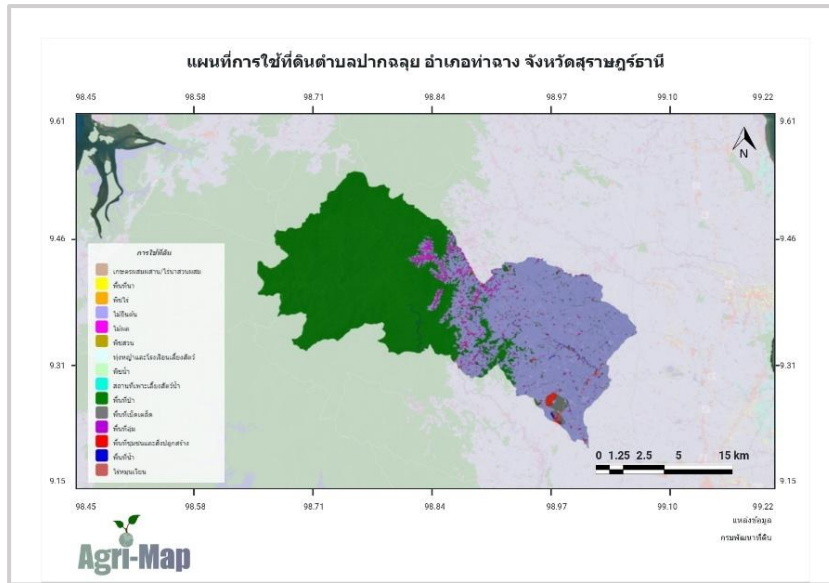 แผนที่การใช้ที่ดินตำบลปากฉลุย อำเภอท่าฉาง จังหวัดสุราษฎร์ธานี
98.45 98.58 98.71 98.84 98.97 99.10 99.22
9.61 9.61
N
9.46 9.46
การใช้ที่ดิน
เกษตรผสมผสาน/ไร่นาสวนผสม
พื้นที่นา
พืชไร่
ไม้ยืนต้น
ไม้ผล
พืชสวน
ทุ่งหญ้าและโรงเรือนเลี้ยงสัตว์
พืชน้ำ
สถานที่เพาะเลี้ยงสัตว์น้ำ
พื้นที่ป่า
พื้นที่เบ็ดเตล็ด
พื้นที่ลุ่ม
พื้นที่ชุมชนและสิ่งปลูกสร้าง
พื้นที่น้ำ
ไร่หมุนเวียน
9.31 9.31
0 1.25 2.5 5 15 km
9.15 9.15
98.45 98.58 98.71 98.84 98.97 99.10 99.22
แหล่งข้อมูล
กรมพัฒนาที่ดิน
Agri-Map